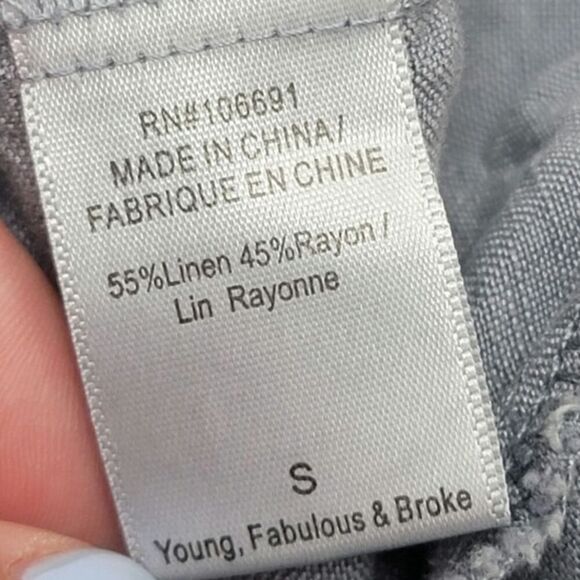 RN#106691
MADE IN CHINA/
FABRIQUE EN CHINE
55%Linen 45%Rayon /
Lin Rayonne
S
Young, Fabulous & Broke